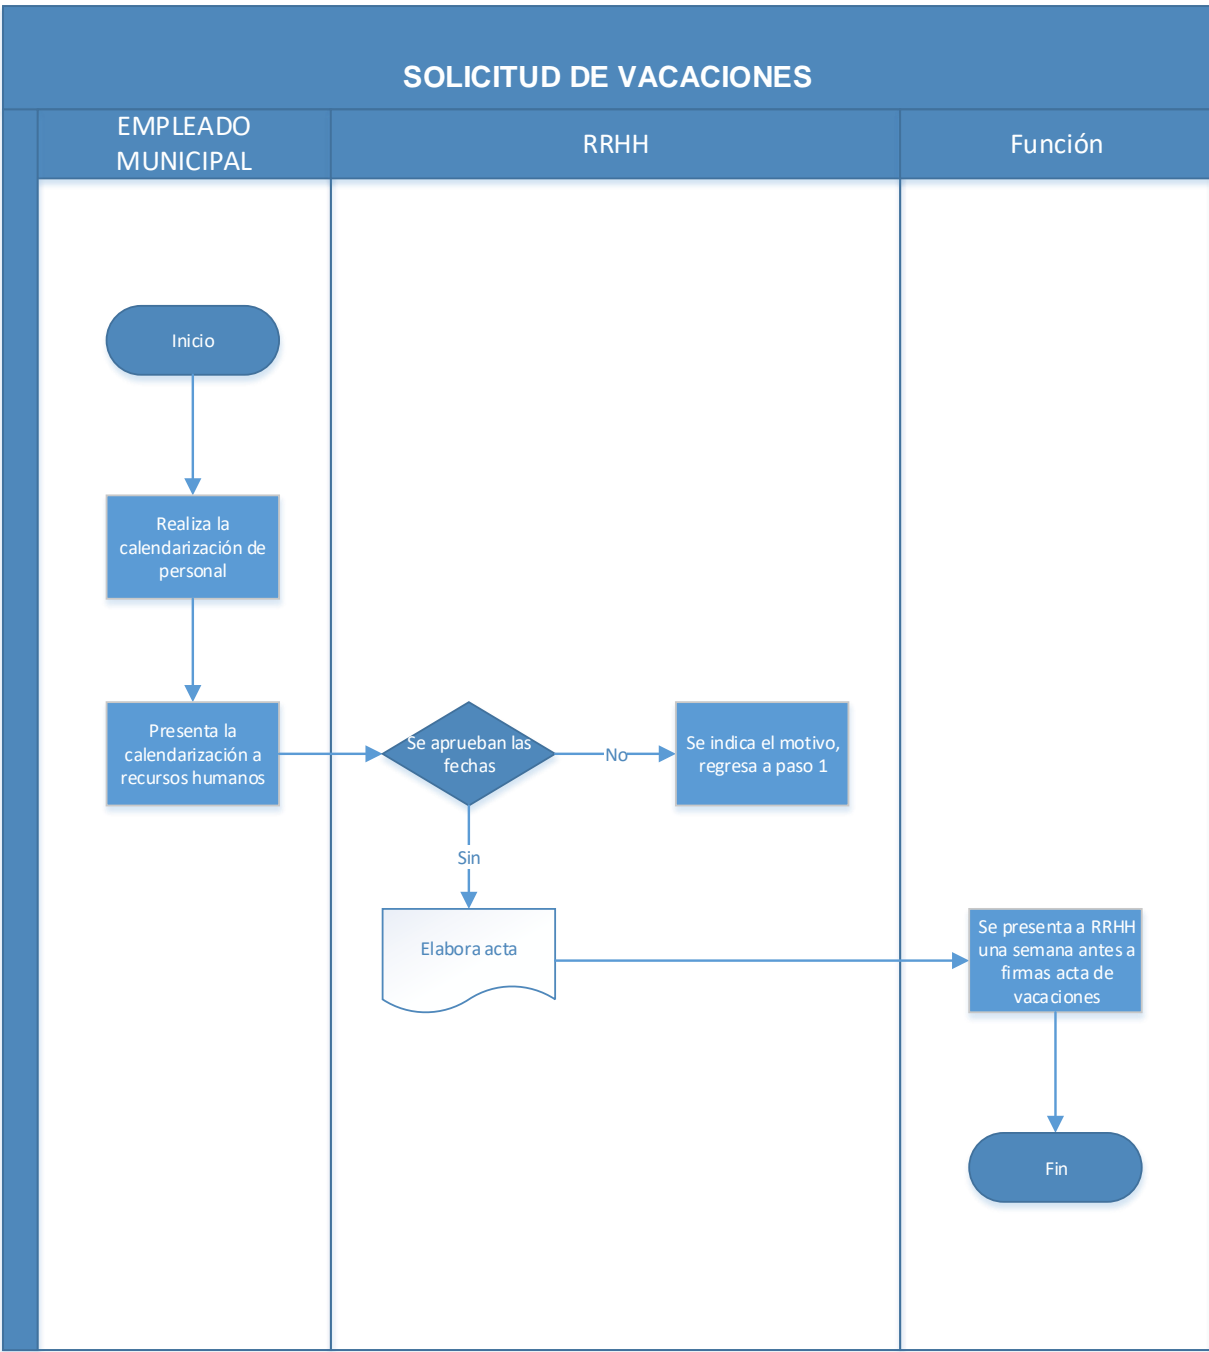 SOLICITUD DE VACACIONES
EMPLEADO
MUNICIPAL
RRHH
Función
Inicio
Realiza la
calendarización de
personal
Presenta la
calendarización a
recursos humanos
Se aprueban las
fechas
No
Se indica el motivo,
regresa a paso 1
Sin
Elabora acta
Se presenta a RRHH
una semana antes a
firmas acta de
vacaciones
Fin